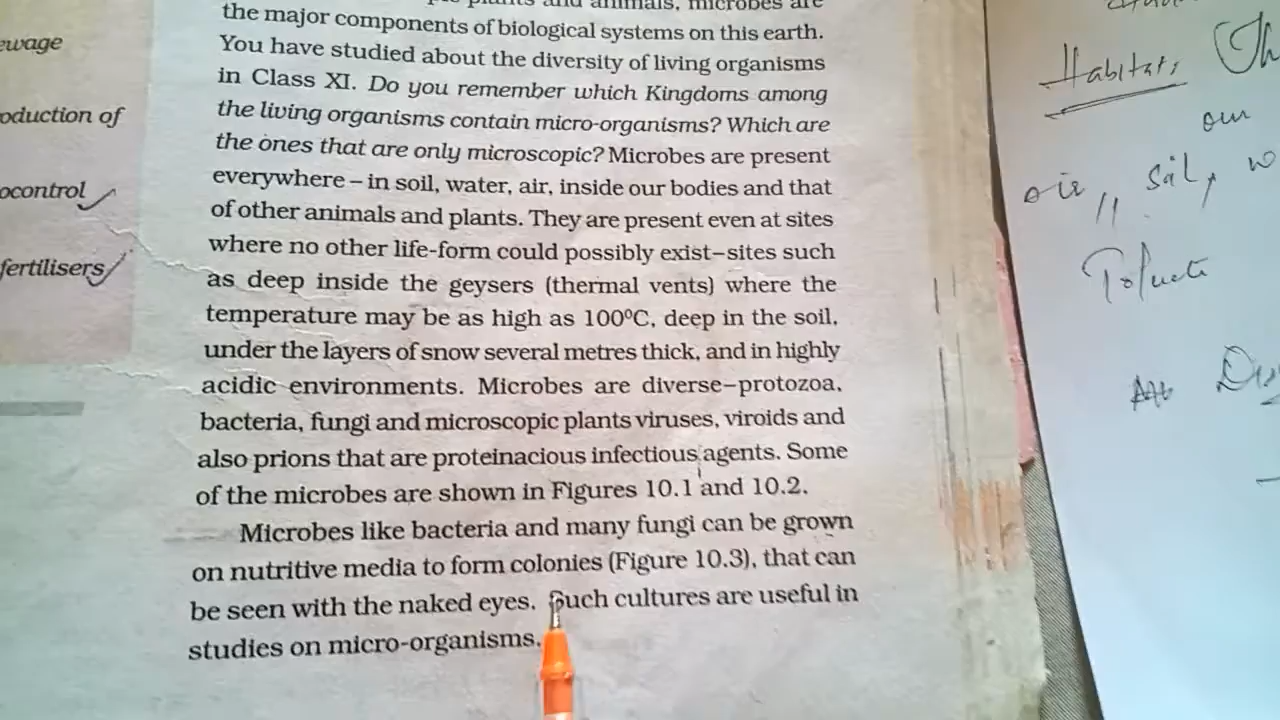 plants and animals, microbes are
the major components of biological systems on this earth.
You have studied about the diversity of living organisms
in Class XI. Do you remember which Kingdoms among
the living organisms contain micro-organisms? Which are
the ones that are only microscopic? Microbes are present
everywhere – in soil, water, air, inside our bodies and that
of other animals and plants. They are present even at sites
where no other life-form could possibly exist–sites such
as deep inside the geysers (thermal vents) where the
temperature may be as high as 100ºC, deep in the soil,
under the layers of snow several metres thick, and in highly
acidic environments. Microbes are diverse–protozoa,
bacteria, fungi and microscopic plants viruses, viroids and
also prions that are proteinacious infectious agents. Some
of the microbes are shown in Figures 10.1 and 10.2.
Microbes like bacteria and many fungi can be grown
on nutritive media to form colonies (Figure 10.3), that can
be seen with the naked eyes. Such cultures are useful in
studies on micro-organisms.
ewage
oduction of
ocontrol
fertilisers
Habitat:
our
air, soil, w